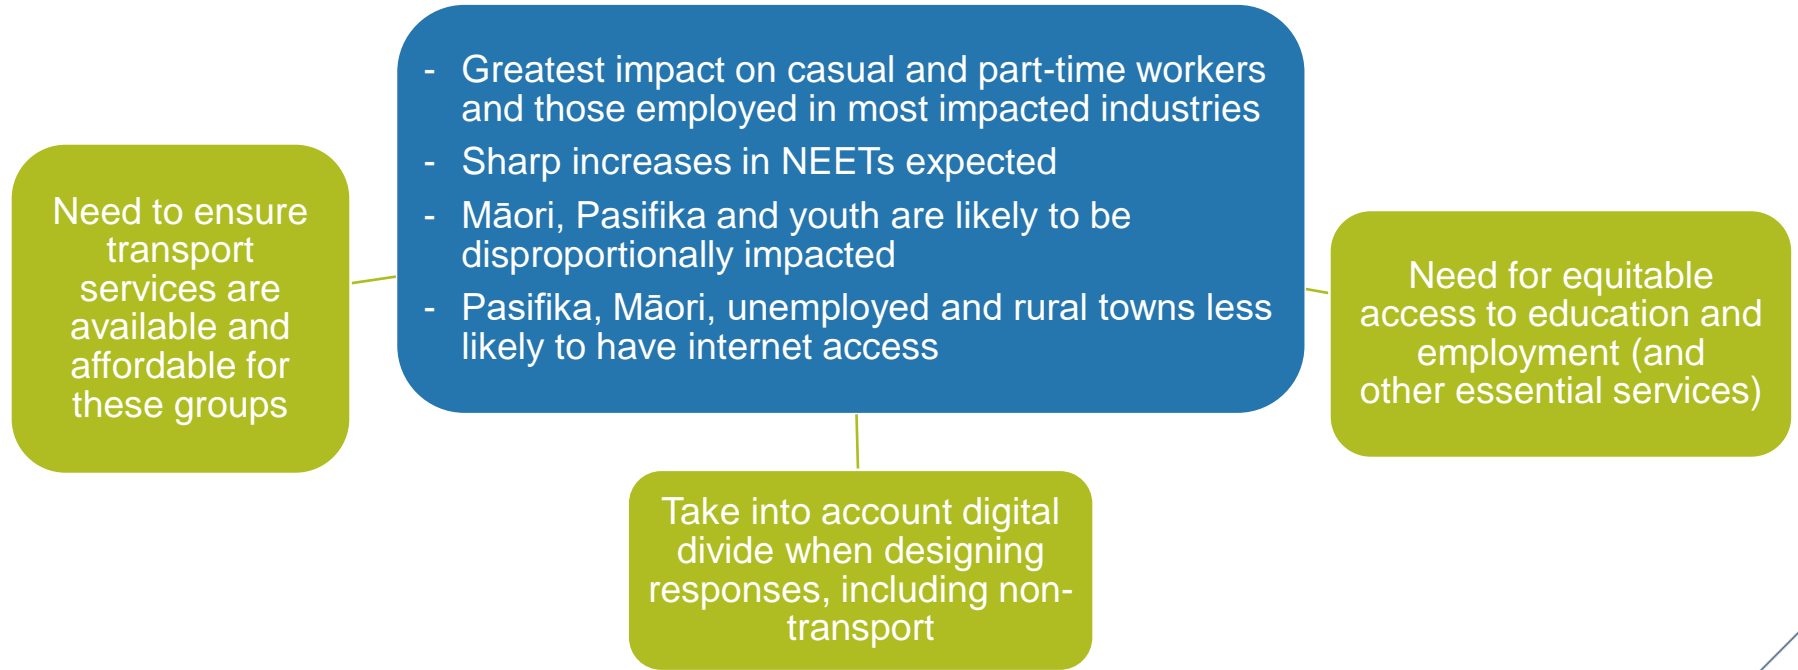 - Greatest impact on casual and part-time workers
and those employed in most impacted industries
- Sharp increases in NEETs expected
- Māori, Pasifika and youth are likely to be
disproportionally impacted
- Pasifika, Māori, unemployed and rural towns less
likely to have internet access
Need to ensure
transport
services are
available and
affordable for
these groups
Need for equitable
access to education and
employment (and
other essential services)
Take into account digital
divide when designing
responses, including non-
transport